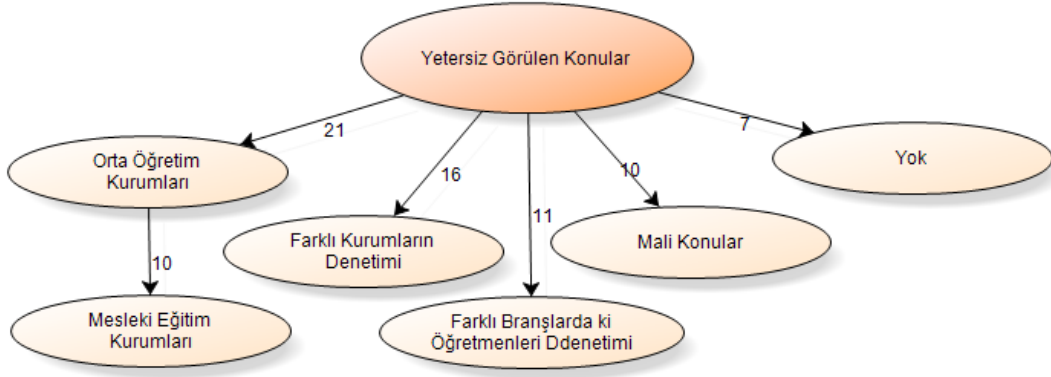 Yetersiz Görülen Konular
21
16
11
10
7
Orta Öğretim
Kurumları
Farklı Kurumların
Denetimi
Mali Konular
Yok
10
Mesleki Eğitim
Kurumları
Farklı Branşlarda ki
Öğretmenleri Ddenetimi